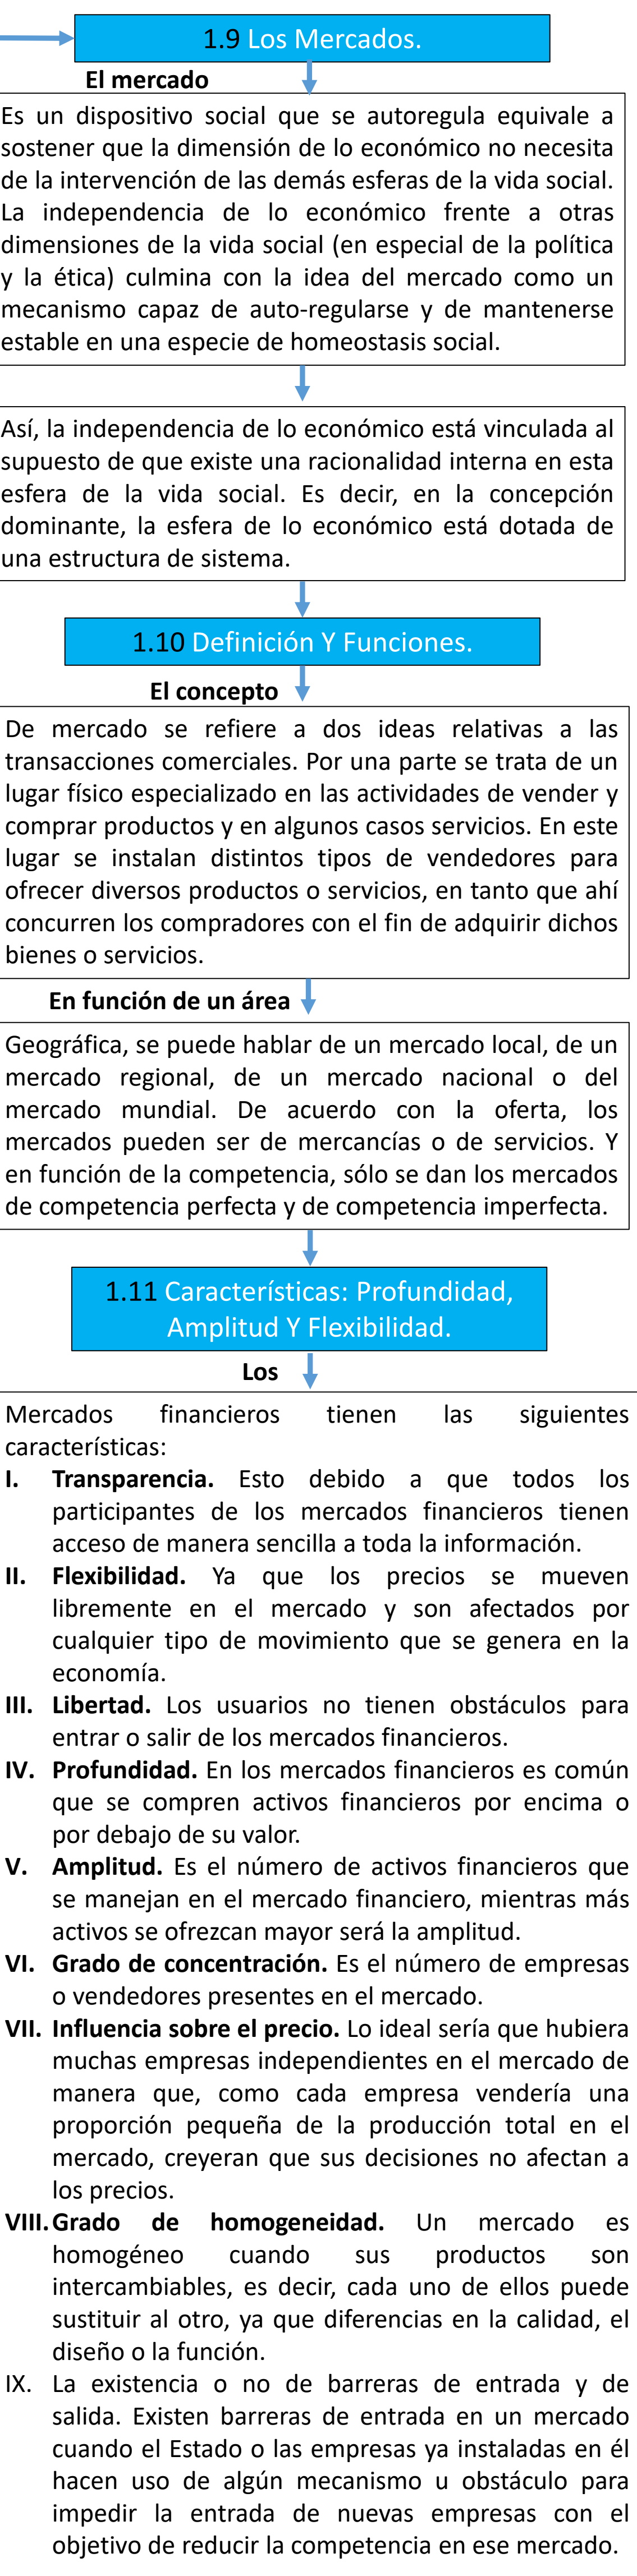 1.9 Los Mercados.
El mercado
Es un dispositivo social que se autoregula equivale a
sostener que la dimensión de lo económico no necesita
de la intervención de las demás esferas de la vida social.
La independencia de lo económico frente a otras
dimensiones de la vida social (en especial de la política
y la ética) culmina con la idea del mercado como un
mecanismo capaz de auto-regularse y de mantenerse
estable en una especie de homeostasis social.
Así, la independencia de lo económico está vinculada al
supuesto de que existe una racionalidad interna en esta
esfera de la vida social. Es decir, en la concepción
dominante, la esfera de lo económico está dotada de
una estructura de sistema.
1.10 Definición Y Funciones.
El concepto
De mercado se refiere a dos ideas relativas a las
transacciones comerciales. Por una parte se trata de un
lugar físico especializado en las actividades de vender y
comprar productos y en algunos casos servicios. En este
lugar se instalan distintos tipos de vendedores para
ofrecer diversos productos o servicios, en tanto que ahí
concurren los compradores con el fin de adquirir dichos
bienes o servicios.
En función de un área
Geográfica, se puede hablar de un mercado local, de un
mercado regional, de un mercado nacional o del
mercado mundial. De acuerdo con la oferta, los
mercados pueden ser de mercancías o de servicios. Y
en función de la competencia, sólo se dan los mercados
de competencia perfecta y de competencia imperfecta.
1.11 Característícas: Profundidad,
Amplitud Y Flexibilidad.
Los
Mercados financieros tienen las siguientes
características:
I. Transparencia. Esto debido a que todos los
participantes de los mercados financieros tienen
acceso de manera sencilla a toda la información.
II. Flexibilidad. Ya que los precios se mueven
libremente en el mercado y son afectados por
cualquier tipo de movimiento que se genera en la
economía.
III. Libertad. Los usuarios no tienen obstáculos para
entrar o salir de los mercados financieros.
IV. Profundidad. En los mercados financieros es común
que se compren activos financieros por encima o
por debajo de su valor.
V. Amplitud. Es el número de activos financieros que
se manejan en el mercado financiero, mientras más
activos se ofrezcan mayor será la amplitud.
VI. Grado de concentración. Es el número de empresas
o vendedores presentes en el mercado.
VII. Influencia sobre el precio. Lo ideal sería que hubiera
muchas empresas independientes en el mercado de
manera que, como cada empresa vendería una
proporción pequeña de la producción total en el
mercado, creyeran que sus decisiones no afectan a
los precios.
VIII. Grado de homogeneidad. Un mercado es
homogéneo cuando sus productos son
intercambiables, es decir, cada uno de ellos puede
sustituir al otro, ya que diferencias en la calidad, el
diseño o la función.
IX. La existencia o no de barreras de entrada y de
salida. Existen barreras de entrada en un mercado
cuando el Estado o las empresas ya instaladas en él
hacen uso de algún mecanismo u obstáculo para
impedir la entrada de nuevas empresas con el
objetivo de reducir la competencia en ese mercado.